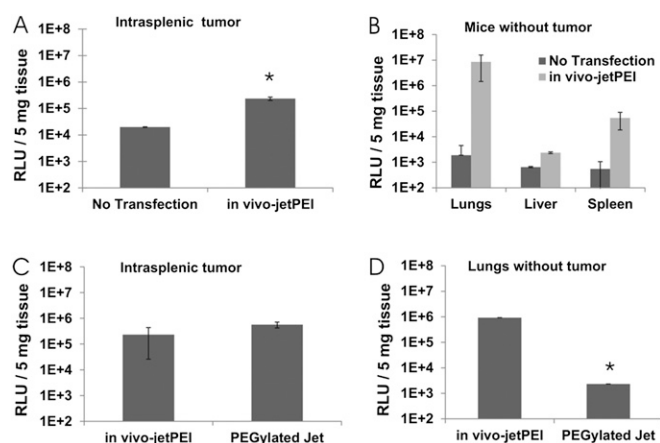 A
Intrasplenic tumor
RLU / 5 mg tissue
1E+8
1E+7
1E+6
1E+5
1E+4
1E+3
1E+2
*
No Transfection
in vivo-jetPEI
B
Mice without tumor
RLU / 5 mg tissue
1E+8
1E+7
1E+6
1E+5
1E+4
1E+3
1E+2
No Transfection
in vivo-jetPEI
Lungs
Liver
Spleen
C
Intrasplenic tumor
RLU / 5 mg tissue
1E+8
1E+7
1E+6
1E+5
1E+4
1E+3
1E+2
in vivo-jetPEI
PEGylated Jet
D
Lungs without tumor
RLU / 5 mg tissue
1E+8
1E+7
1E+6
1E+5
1E+4
1E+3
1E+2
*
in vivo-jetPEI
PEGylated Jet